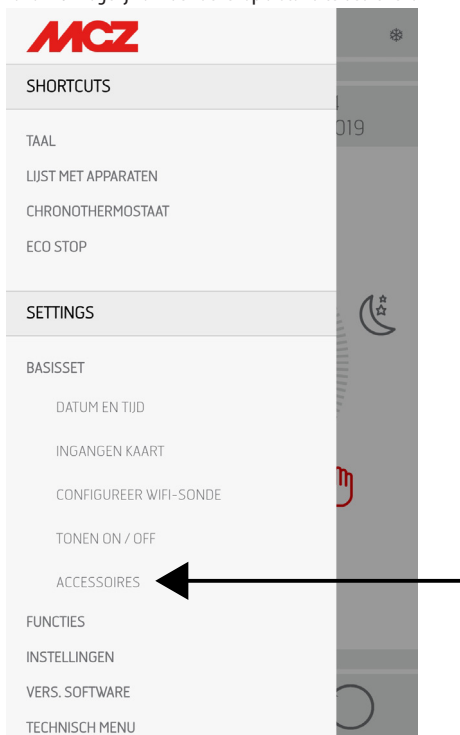 MCZ
SHORTCUTS
TAAL
LIJST MET APPARATEN
CHRONOTHERMOSTAAT
ECO STOP
SETTINGS
BASISSET
DATUM EN TIJD
INGANGEN KAART
CONFIGUREER WIFI-SONDE
TONEN ON / OFF
ACCESSOIRES
FUNCTIES
INSTELLINGEN
VERS. SOFTWARE
TECHNISCH MENU
019